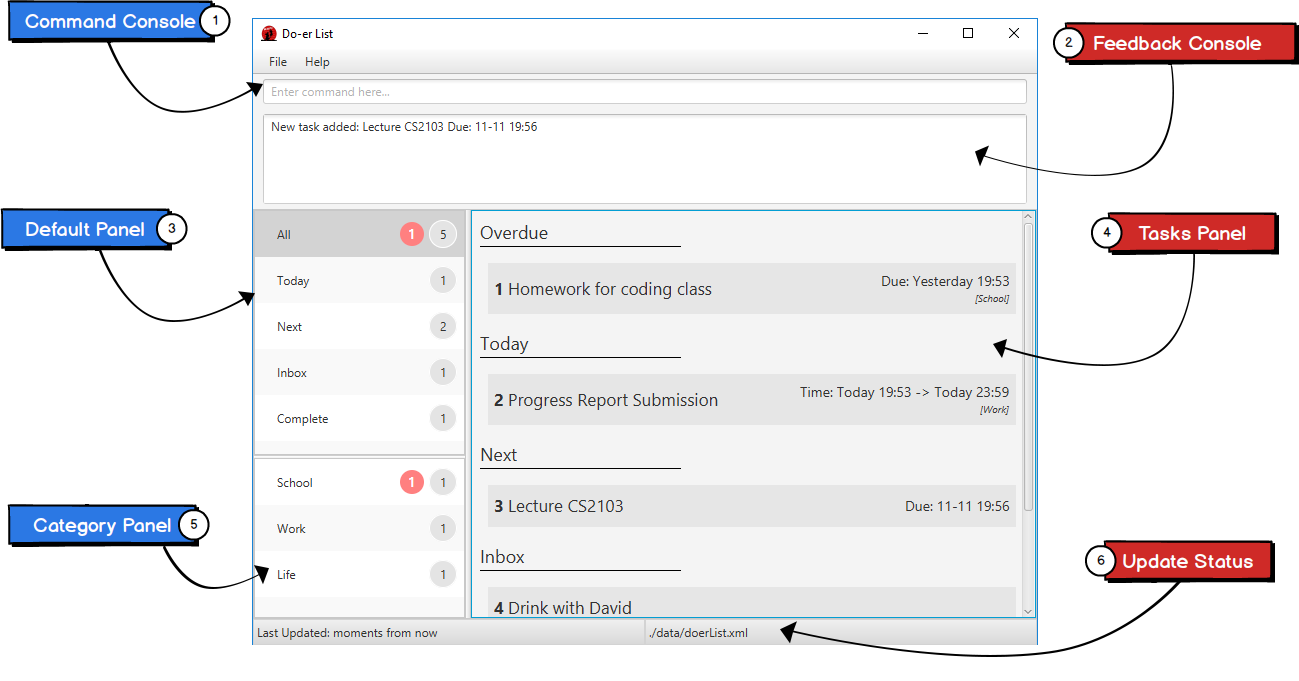 Command Console 1
2 Feedback Console
Do-er List
File Help
Enter command here...
New task added: Lecture CS2103 Due: 11-11 19:56
Default Panel 3
4 Tasks Panel
All 1 5
Today 1
Next 2
Inbox 1
Complete 1
Category Panel 5
School 1 1
Work 1
Life 1
Overdue
1 Homework for coding class Due: Yesterday 19:53
[School]
Today
2 Progress Report Submission Time: Today 19:53 -> Today 23:59
[Work]
Next
3 Lecture CS2103 Due: 11-11 19:56
Inbox
4 Drink with David
6 Update Status
Last Updated: moments from now ./data/doerList.xml